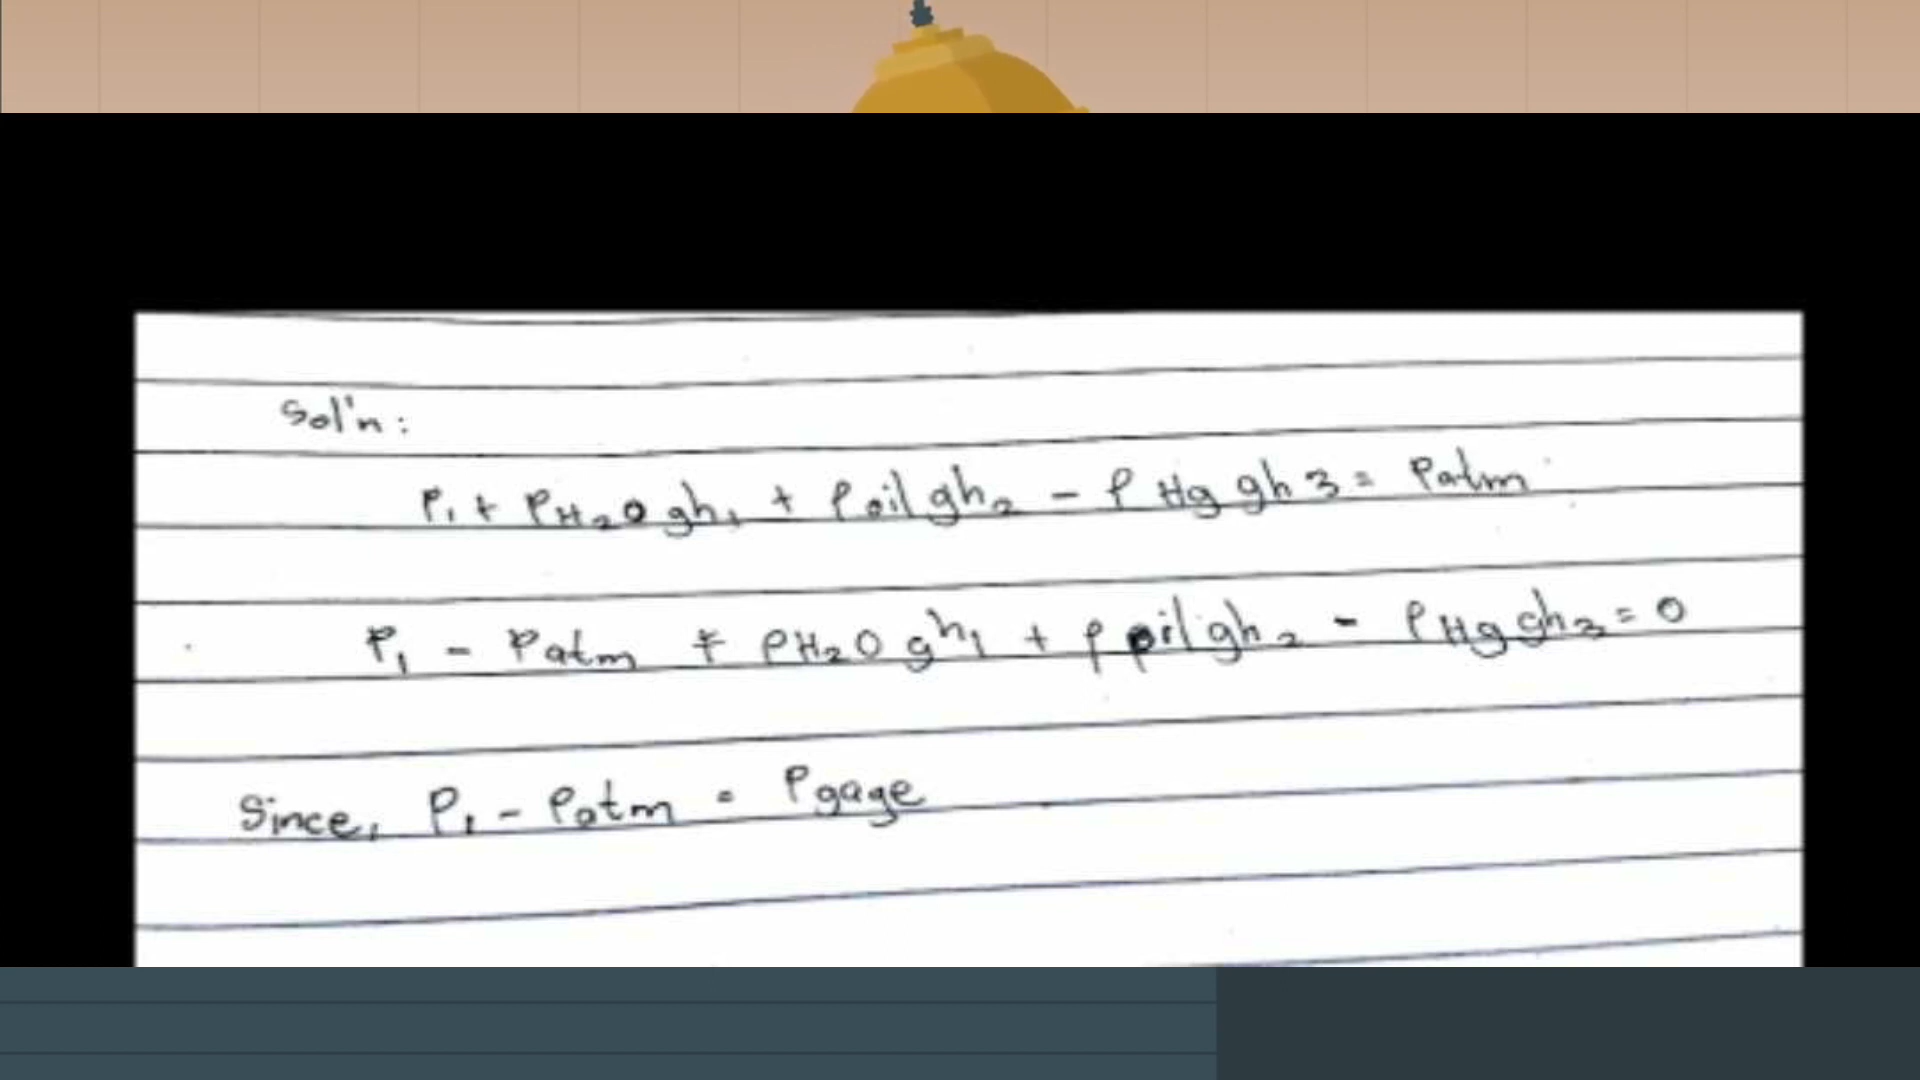 Sol'n:
P₁ + ρH₂O gh₁ + ρoil gh₂ - ρHg gh3 = Patm
P₁ - Patm + ρH₂O gh₁ + ρoil gh₂ - ρHg gh₃ = 0
Since, P₁ - Patm = Pgage